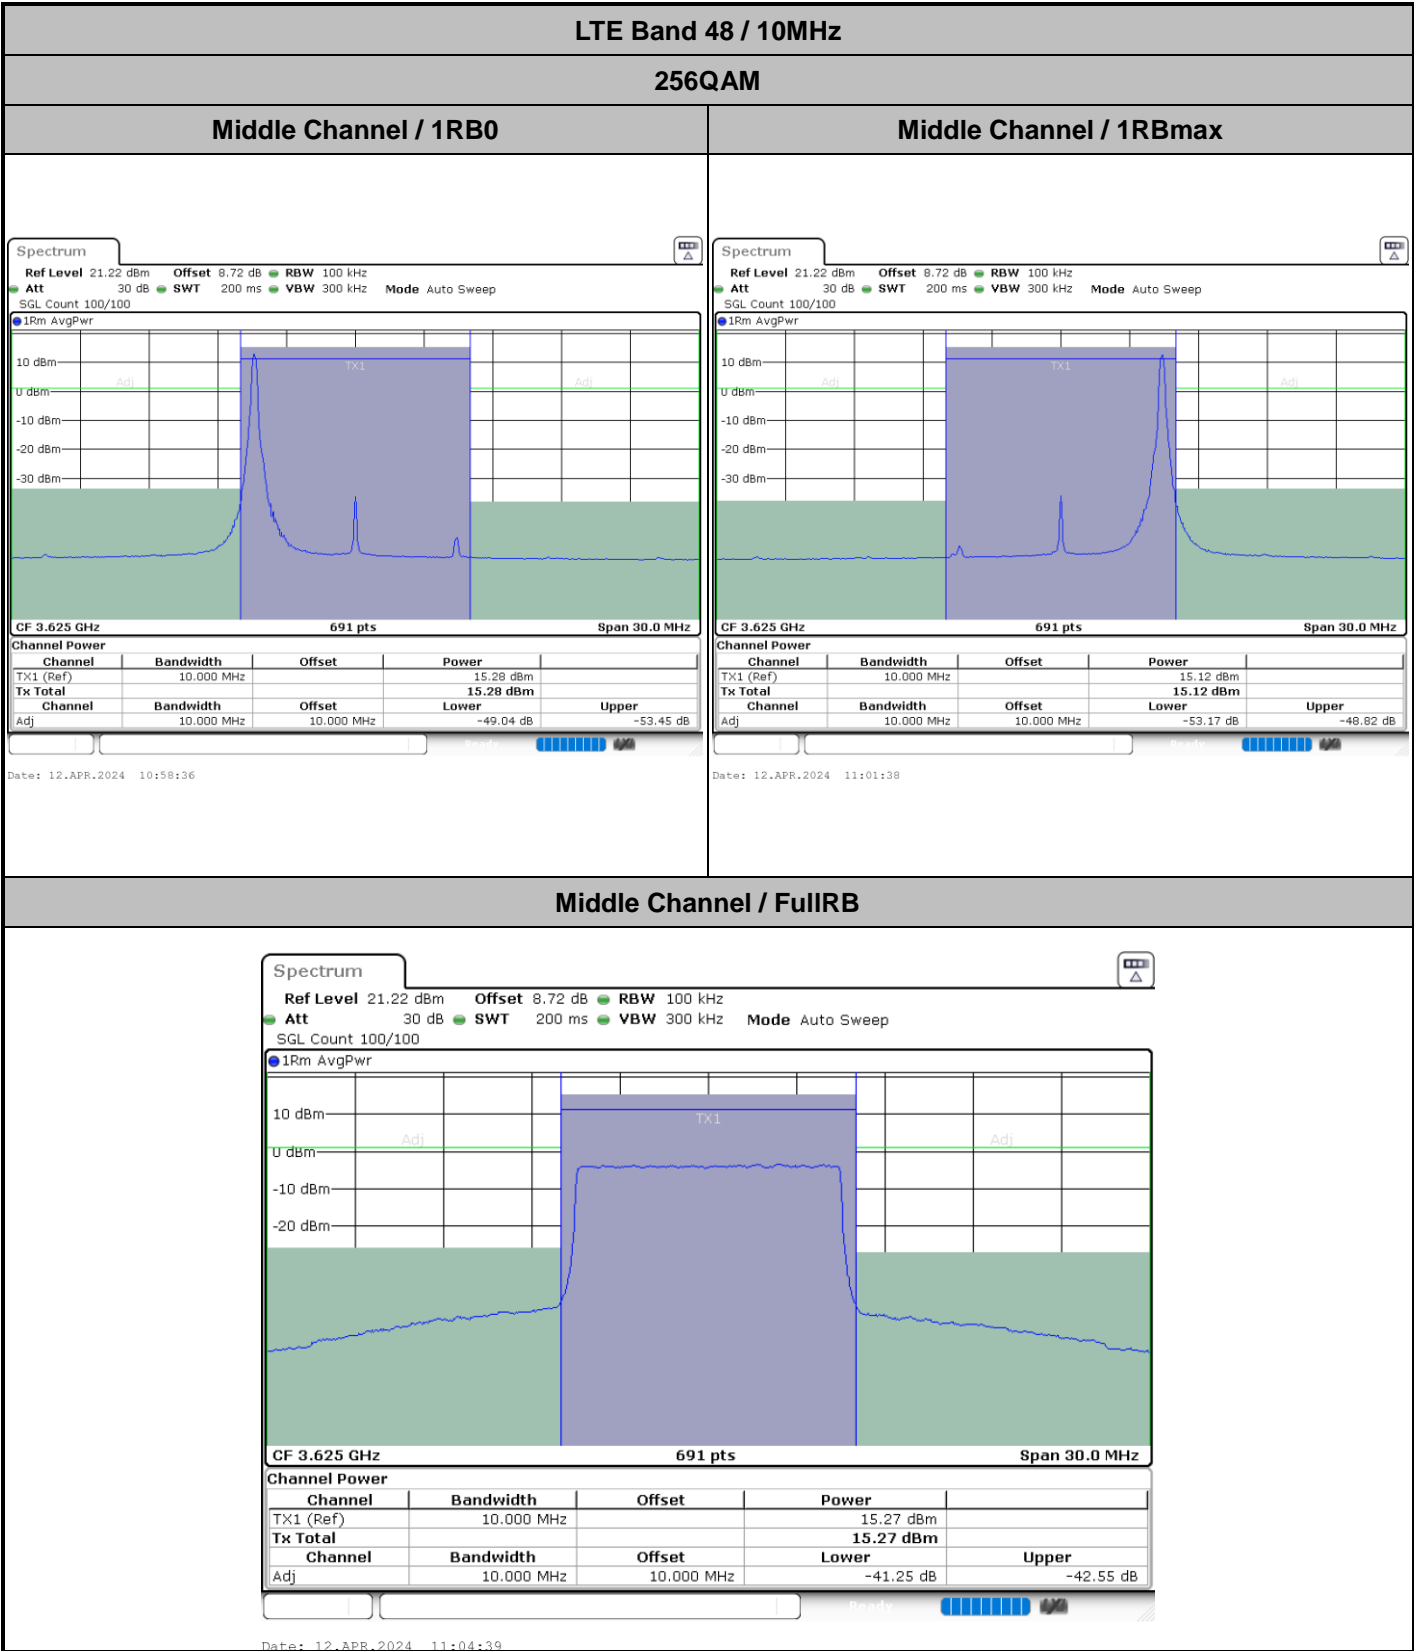 LTE Band 48 / 10MHz
256QAM
Middle Channel / 1RB0
Middle Channel / 1RBmax
Spectrum
Ref Level 21.22 dBm Offset 8.72 dB RBW 100 kHz
Att 30 dB SWT 200 ms VBW 300 kHz Mode Auto Sweep
SGL Count 100/100
1Rm AvgPwr
10 dBm
TX1
Adj
Adj
0 dBm
-10 dBm
-20 dBm
-30 dBm
CF 3.625 GHz 691 pts Span 30.0 MHz
Channel Power
Channel Bandwidth Offset Power
TX1 (Ref) 10.000 MHz 15.28 dBm
Tx Total 15.28 dBm
Channel Bandwidth Offset Lower Upper
Adj 10.000 MHz 10.000 MHz -49.04 dB -53.45 dB
Ready
Date: 12.APR.2024 10:58:36
Spectrum
Ref Level 21.22 dBm Offset 8.72 dB RBW 100 kHz
Att 30 dB SWT 200 ms VBW 300 kHz Mode Auto Sweep
SGL Count 100/100
1Rm AvgPwr
10 dBm
TX1
Adj
Adj
0 dBm
-10 dBm
-20 dBm
-30 dBm
CF 3.625 GHz 691 pts Span 30.0 MHz
Channel Power
Channel Bandwidth Offset Power
TX1 (Ref) 10.000 MHz 15.12 dBm
Tx Total 15.12 dBm
Channel Bandwidth Offset Lower Upper
Adj 10.000 MHz 10.000 MHz -53.17 dB -48.82 dB
Ready
Date: 12.APR.2024 11:01:38
Middle Channel / FullRB
Spectrum
Ref Level 21.22 dBm Offset 8.72 dB RBW 100 kHz
Att 30 dB SWT 200 ms VBW 300 kHz Mode Auto Sweep
SGL Count 100/100
1Rm AvgPwr
10 dBm
TX1
Adj
Adj
0 dBm
-10 dBm
-20 dBm
CF 3.625 GHz 691 pts Span 30.0 MHz
Channel Power
Channel Bandwidth Offset Power
TX1 (Ref) 10.000 MHz 15.27 dBm
Tx Total 15.27 dBm
Channel Bandwidth Offset Lower Upper
Adj 10.000 MHz 10.000 MHz -41.25 dB -42.55 dB
Ready
Date: 12.APR.2024 11:04:39